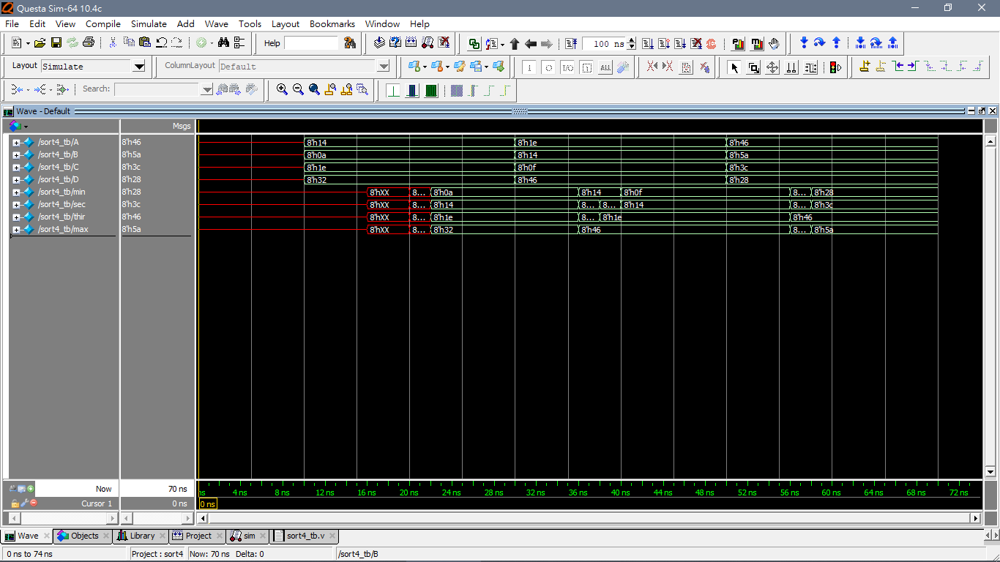 Questa Sim-64 10.4c
File Edit View Compile Simulate Add Wave Tools Layout Bookmarks Window Help
Help 100 ns
Layout Simulate ColumnLayout Default I/O ALL
Search:
Wave - Default
Msgs
/sort4_tb/A 8'h46 8'h14 8'h1e 8'h46
/sort4_tb/B 8'h5a 8'h0a 8'h14 8'h5a
/sort4_tb/C 8'h3c 8'h1e 8'h0f 8'h3c
/sort4_tb/D 8'h28 8'h32 8'h46 8'h28
/sort4_tb/min 8'h28 8'hXX 8... 8'h0a 8'h14 8'h0f 8... 8'h28
/sort4_tb/sec 8'h3c 8'hXX 8... 8'h14 8... 8... 8'h14 8... 8'h3c
/sort4_tb/thir 8'h46 8'hXX 8... 8'h1e 8... 8'h1e 8'h46
/sort4_tb/max 8'h5a 8'hXX 8... 8'h32 8'h46 8... 8'h5a
Now 70 ns ns 4 ns 8 ns 12 ns 16 ns 20 ns 24 ns 28 ns 32 ns 36 ns 40 ns 44 ns 48 ns 52 ns 56 ns 60 ns 64 ns 68 ns 72 ns
Cursor 1 0 ns 0 ns
Wave Objects Library Project sim sort4_tb.v
0 ns to 74 ns Project : sort4 Now: 70 ns Delta: 0 /sort4_tb/B